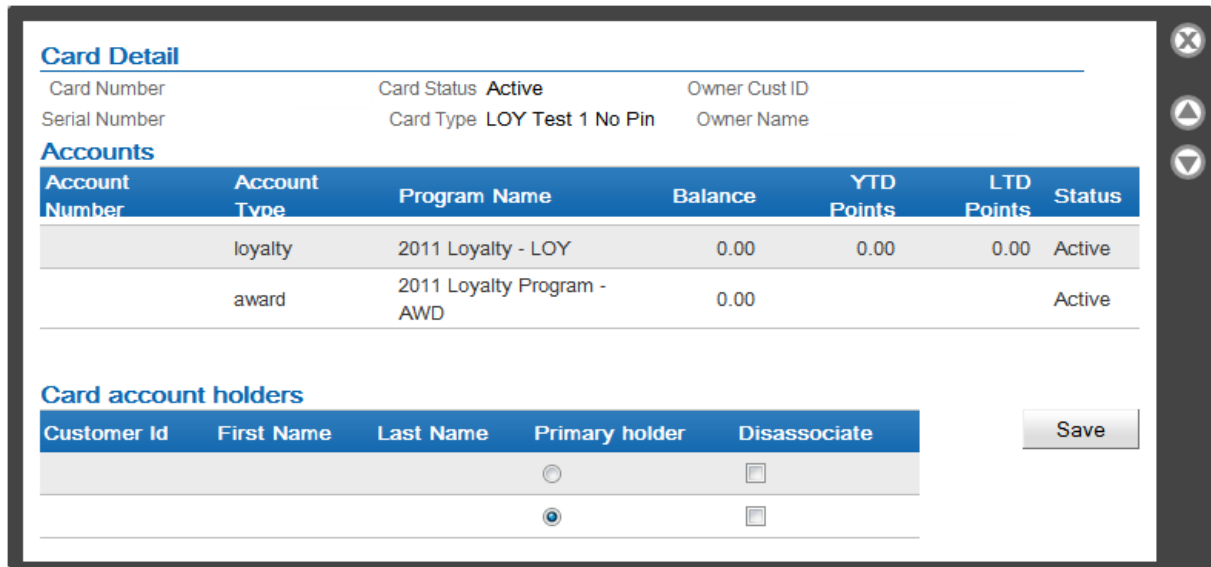 Card Detail
Card Number Card Status Active Owner Cust ID
Serial Number Card Type LOY Test 1 No Pin Owner Name
Accounts
Account Number Account Type Program Name Balance YTD Points LTD Points Status
loyalty 2011 Loyalty - LOY 0.00 0.00 0.00 Active
award 2011 Loyalty Program - AWD 0.00 Active
Card account holders
Customer Id First Name Last Name Primary holder Disassociate
Save